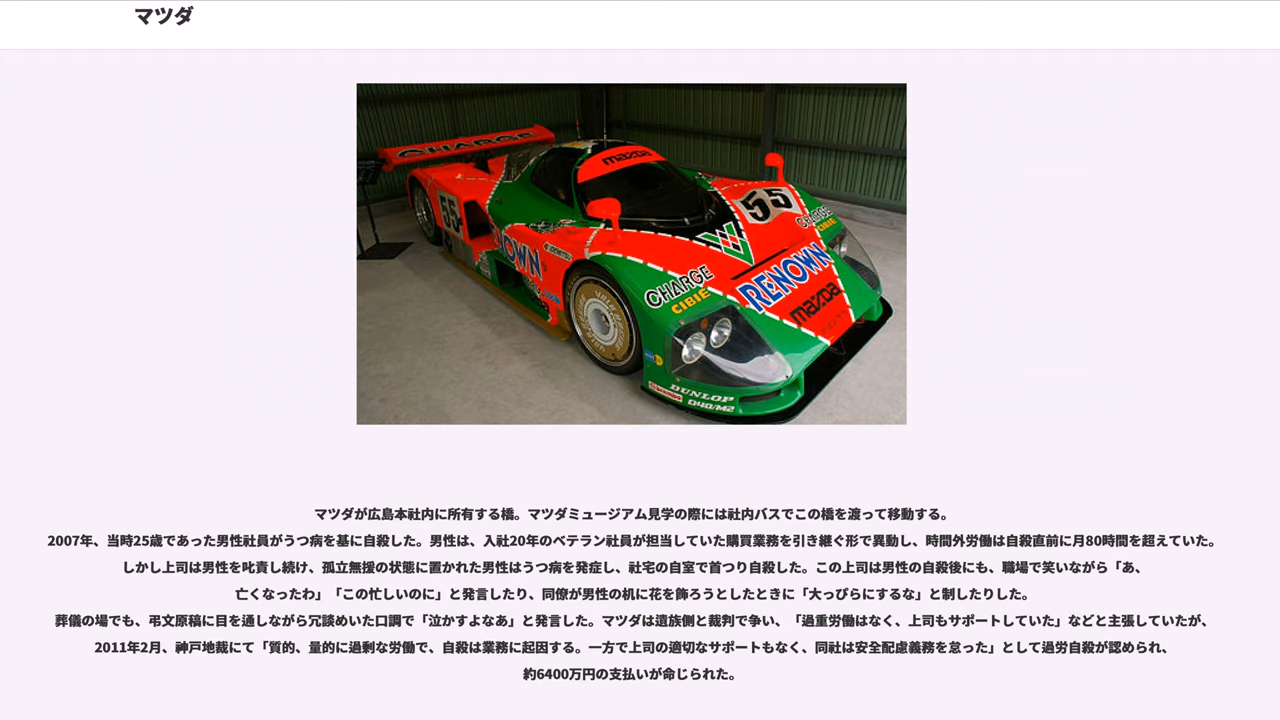 マツダ
CHARGE
mazda
55
55
CHARGE
CIBIE
RENOWN
CHARGE
CIBIE
RENOWN
mazda
DUNLOP
マツダが広島本社内に所有する橋。マツダミュージアム見学の際には社内バスでこの橋を渡って移動する。
2007年、当時25歳であった男性社員がうつ病を基に自殺した。男性は、入社20年のベテラン社員が担当していた購買業務を引き継ぐ形で異動し、時間外労働は自殺直前に月80時間を超えていた。
しかし上司は男性を叱責し続け、孤立無援の状態に置かれた男性はうつ病を発症し、社宅の自室で首つり自殺した。この上司は男性の自殺後にも、職場で笑いながら「あ、
亡くなったわ」「この忙しいのに」と発言したり、同僚が男性の机に花を飾ろうとしたときに「大っぴらにするな」と制したりした。
葬儀の場でも、弔文原稿に目を通しながら冗談めいた口調で「泣かすよなあ」と発言した。マツダは遺族側と裁判で争い、「過重労働はなく、上司もサポートしていた」などと主張していたが、
2011年2月、神戸地裁にて「質的、量的に過剰な労働で、自殺は業務に起因する。一方で上司の適切なサポートもなく、同社は安全配慮義務を怠った」として過労自殺が認められ、
約6400万円の支払いが命じられた。